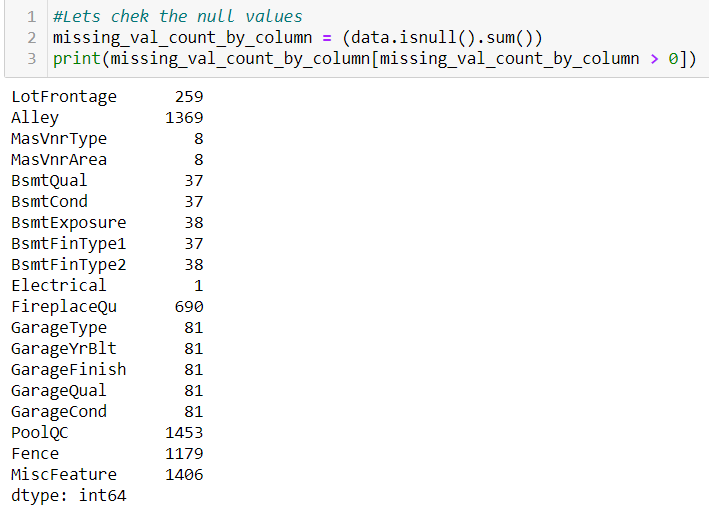 1 #Lets chek the null values
2 missing_val_count_by_column = (data.isnull().sum())
3 print(missing_val_count_by_column[missing_val_count_by_column > 0])
LotFrontage 259
Alley 1369
MasVnrType 8
MasVnrArea 8
BsmtQual 37
BsmtCond 37
BsmtExposure 38
BsmtFinType1 37
BsmtFinType2 38
Electrical 1
FireplaceQu 690
GarageType 81
GarageYrBlt 81
GarageFinish 81
GarageQual 81
GarageCond 81
PoolQC 1453
Fence 1179
MiscFeature 1406
dtype: int64